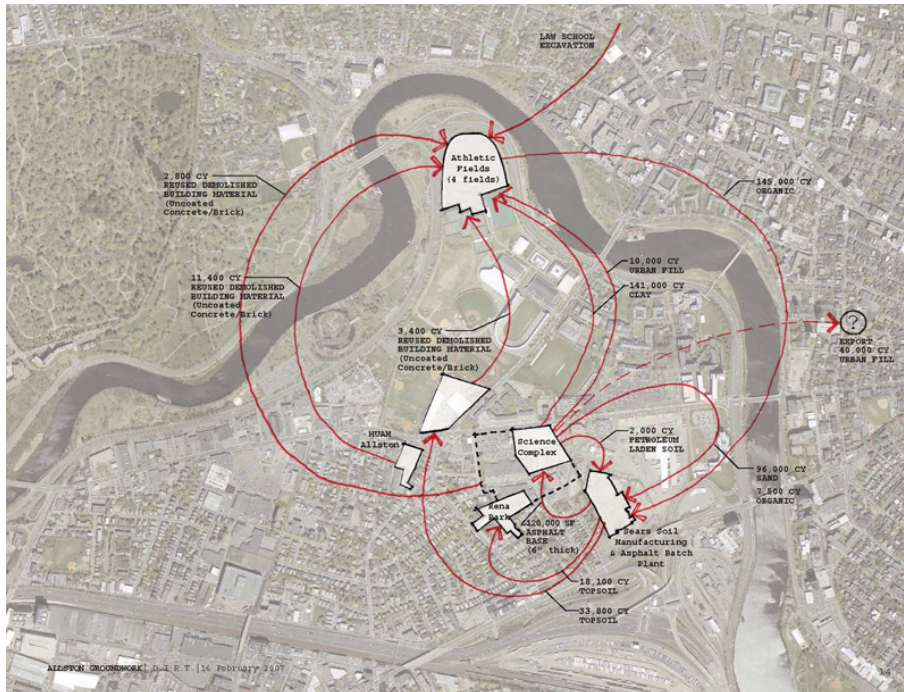 LAW SCHOOL
EXCAVATION
Athletic
Fields
(4 fields)
2,800 CY
REUSED DEMOLISHED
BUILDING MATERIAL
(Uncoated
Concrete/Brick)
145,000 CY
ORGANIC
11,400 CY
REUSED DEMOLISHED
BUILDING MATERIAL
(Uncoated
Concrete/Brick)
10,000 CY
URBAN FILL
141,000 CY
CLAY
3,400 CY
REUSED DEMOLISHED
BUILDING MATERIAL
(Uncoated
Concrete/Brick)
?
EXPORT
40,000 CY
URBAN FILL
HUAM
Allston
Science
Complex
2,000 CY
PETROLEUM
LADEN SOIL
96,000 CY
SAND
7,500 CY
ORGANIC
Rena
Park
120,000 SF
ASPHALT
BASE
(6" thick)
Sears Soil
Manufacturing
& Asphalt Batch
Plant
18,100 CY
TOPSOIL
33,800 CY
TOPSOIL
ALLSTON GROUNDWORK| D.I.R.T.|16 February 2007